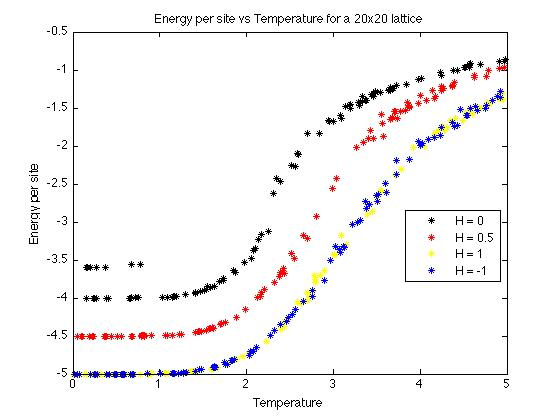 Energy per site vs Temperature for a 20x20 lattice
-0.5
-1
-1.5
-2
-2.5
-3
-3.5
-4
-4.5
-5
Energy per site
H = 0
H = 0.5
H = 1
H = -1
0 1 2 3 4 5
Temperature